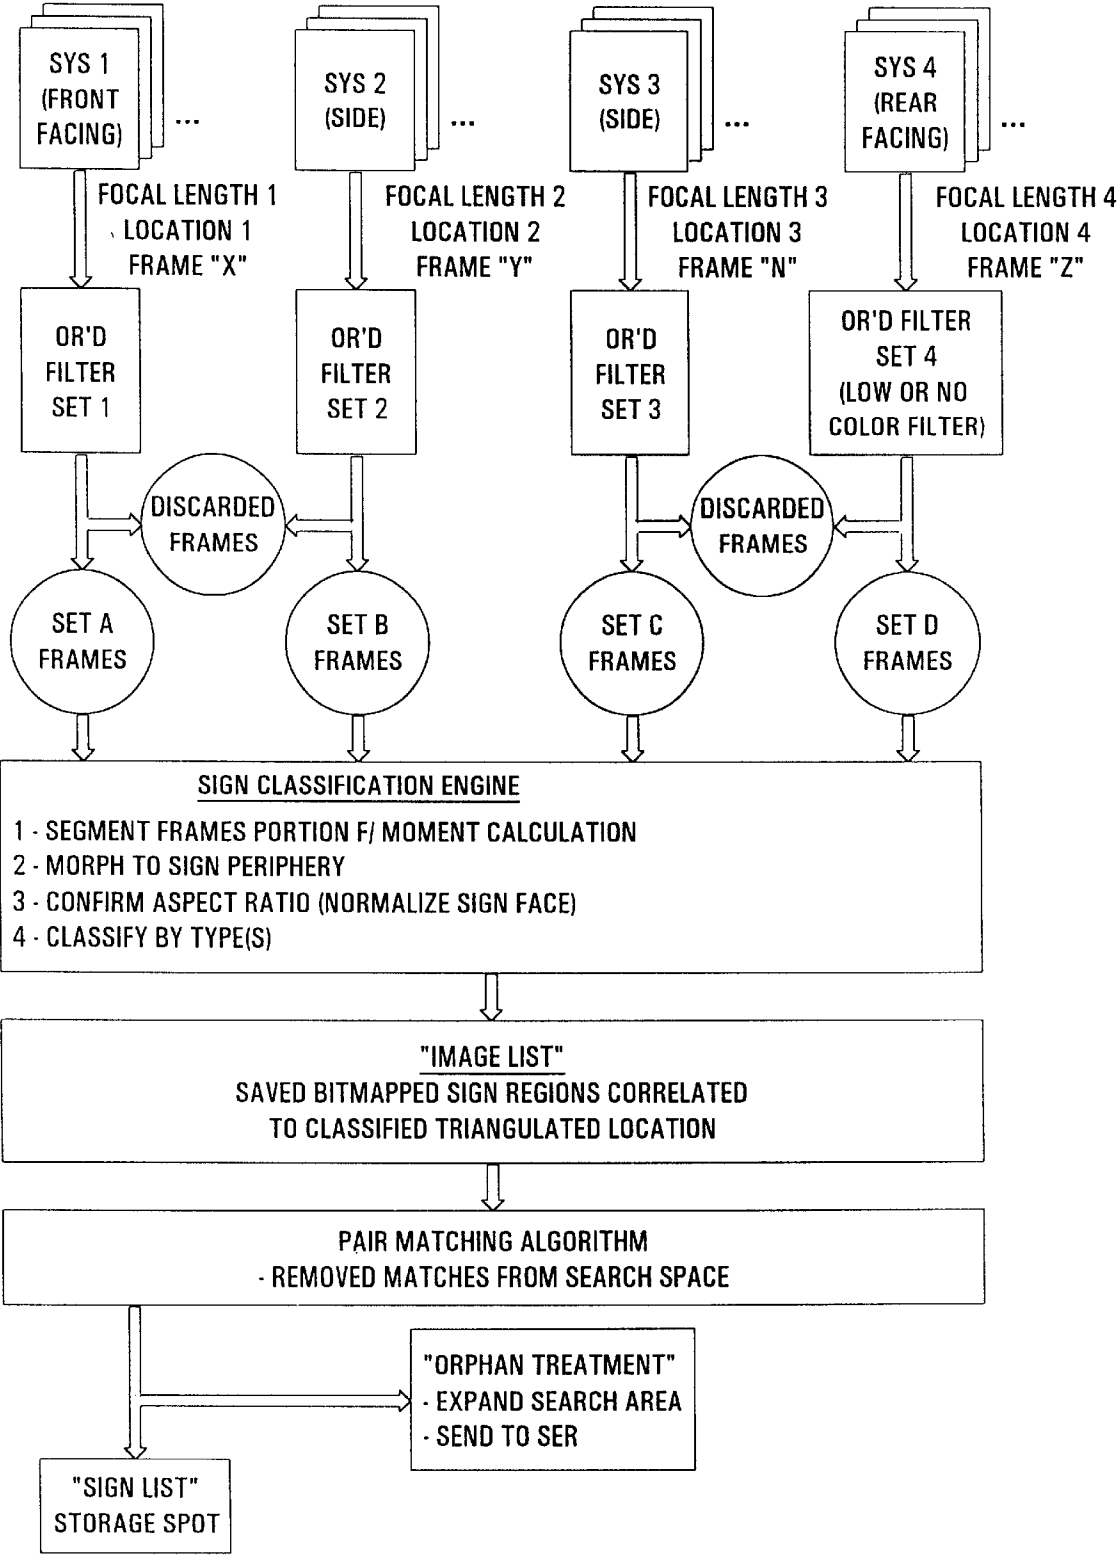 SYS 1
(FRONT
FACING)
...
SYS 2
(SIDE)
...
SYS 3
(SIDE)
...
SYS 4
(REAR
FACING)
...
FOCAL LENGTH 1
LOCATION 1
FRAME "X"
FOCAL LENGTH 2
LOCATION 2
FRAME "Y"
FOCAL LENGTH 3
LOCATION 3
FRAME "N"
FOCAL LENGTH 4
LOCATION 4
FRAME "Z"
OR'D
FILTER
SET 1
OR'D
FILTER
SET 2
OR'D
FILTER
SET 3
OR'D FILTER
SET 4
(LOW OR NO
COLOR FILTER)
DISCARDED
FRAMES
DISCARDED
FRAMES
SET A
FRAMES
SET B
FRAMES
SET C
FRAMES
SET D
FRAMES
SIGN CLASSIFICATION ENGINE
1 - SEGMENT FRAMES PORTION F/ MOMENT CALCULATION
2 - MORPH TO SIGN PERIPHERY
3 - CONFIRM ASPECT RATIO (NORMALIZE SIGN FACE)
4 - CLASSIFY BY TYPE(S)
"IMAGE LIST"
SAVED BITMAPPED SIGN REGIONS CORRELATED
TO CLASSIFIED TRIANGULATED LOCATION
PAIR MATCHING ALGORITHM
- REMOVED MATCHES FROM SEARCH SPACE
"ORPHAN TREATMENT"
- EXPAND SEARCH AREA
- SEND TO SER
"SIGN LIST"
STORAGE SPOT